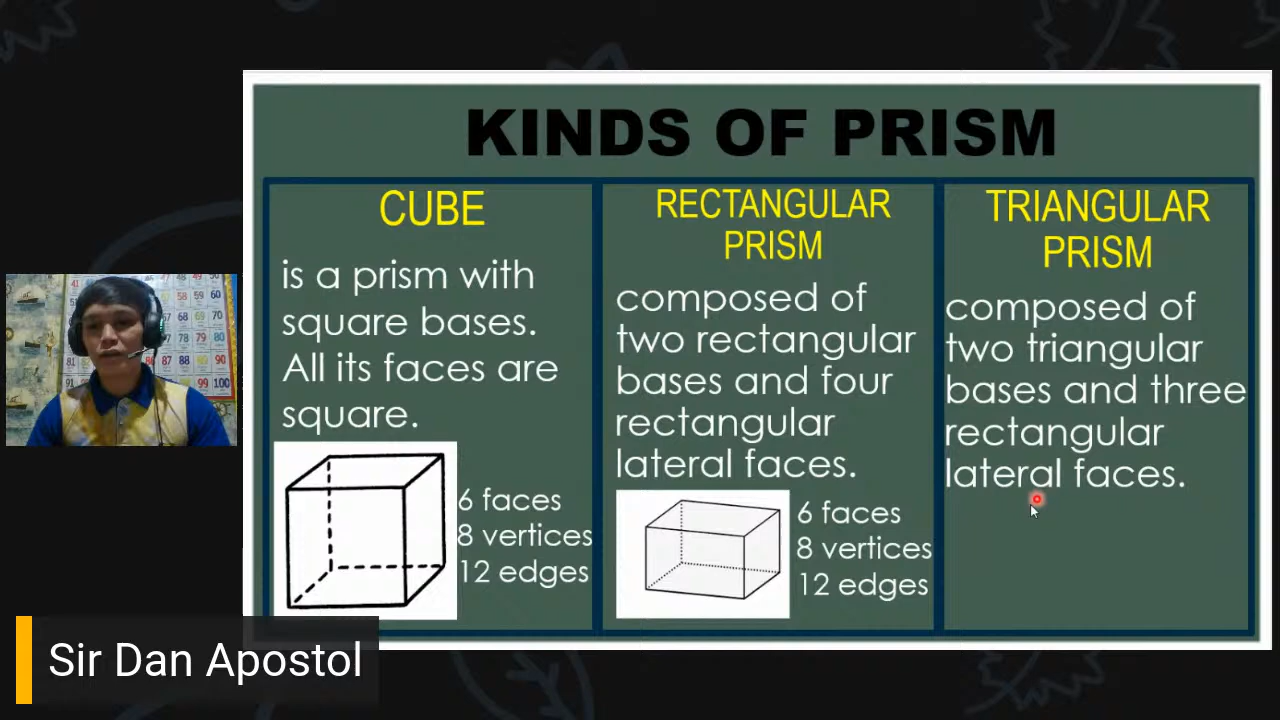 KINDS OF PRISM
CUBE
is a prism with
square bases.
All its faces are
square.
6 faces
8 vertices
12 edges
RECTANGULAR
PRISM
composed of
two rectangular
bases and four
rectangular
lateral faces.
6 faces
8 vertices
12 edges
TRIANGULAR
PRISM
composed of
two triangular
bases and three
rectangular
lateral faces.
Sir Dan Apostol